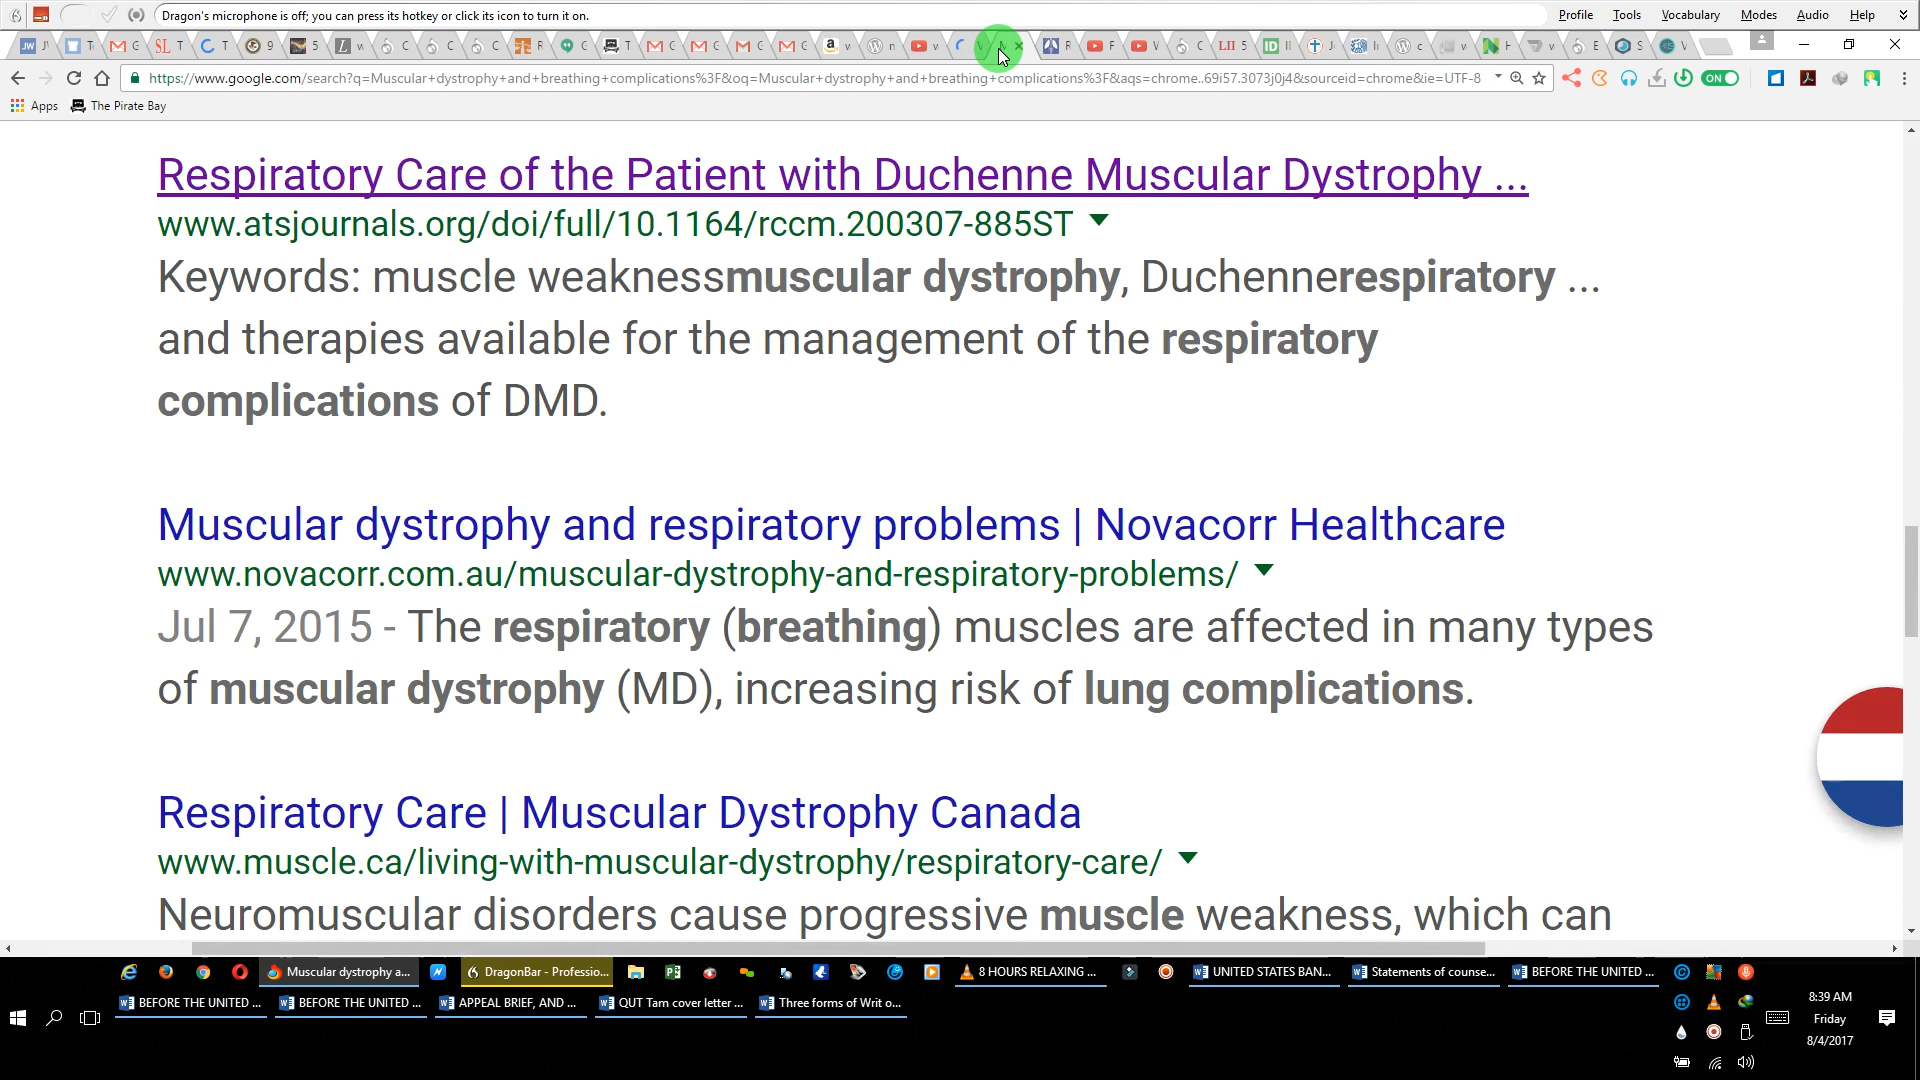 Dragon's microphone is off; you can press its hotkey or click its icon to turn it on.
Profile Tools Vocabulary Modes Audio Help
https://www.google.com/search?q=Muscular+dystrophy+and+breathing+complications%3F&oq=Muscular+dystrophy+and+breathing+complications%3F&aqs=chrome..69i57.3073j0j4&sourceid=chrome&ie=UTF-8
ON
Apps The Pirate Bay
Respiratory Care of the Patient with Duchenne Muscular Dystrophy ...
www.atsjournals.org/doi/full/10.1164/rccm.200307-885ST
Keywords: muscle weaknessmuscular dystrophy, Duchennerespiratory ...
and therapies available for the management of the respiratory
complications of DMD.
Muscular dystrophy and respiratory problems | Novacorr Healthcare
www.novacorr.com.au/muscular-dystrophy-and-respiratory-problems/
Jul 7, 2015 - The respiratory (breathing) muscles are affected in many types
of muscular dystrophy (MD), increasing risk of lung complications.
Respiratory Care | Muscular Dystrophy Canada
www.muscle.ca/living-with-muscular-dystrophy/respiratory-care/
Neuromuscular disorders cause progressive muscle weakness, which can
Muscular dystrophy a... DragonBar - Professio... 8 HOURS RELAXING ... UNITED STATES BAN... Statements of counse... BEFORE THE UNITED ...
BEFORE THE UNITED ... BEFORE THE UNITED ... APPEAL BRIEF, AND ... QUT Tam cover letter ... Three forms of Writ o...
8:39 AM
Friday
8/4/2017